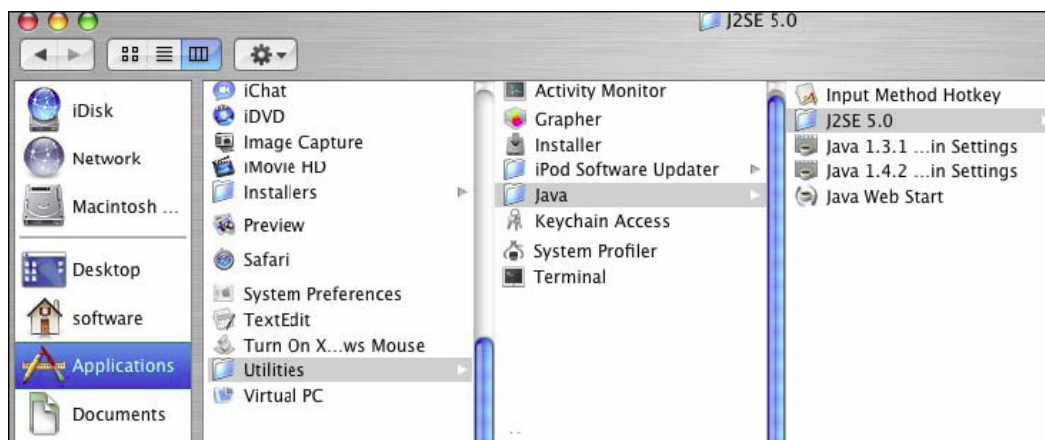 J2SE 5.0
iDisk
Network
Macintosh ...
Desktop
software
Applications
Documents
iChat
iDVD
Image Capture
iMovie HD
Installers
Preview
Safari
System Preferences
TextEdit
Turn On X...ws Mouse
Utilities
Virtual PC
Activity Monitor
Grapher
Installer
iPod Software Updater
Java
Keychain Access
System Profiler
Terminal
Input Method Hotkey
J2SE 5.0
Java 1.3.1 ...in Settings
Java 1.4.2 ...in Settings
Java Web Start